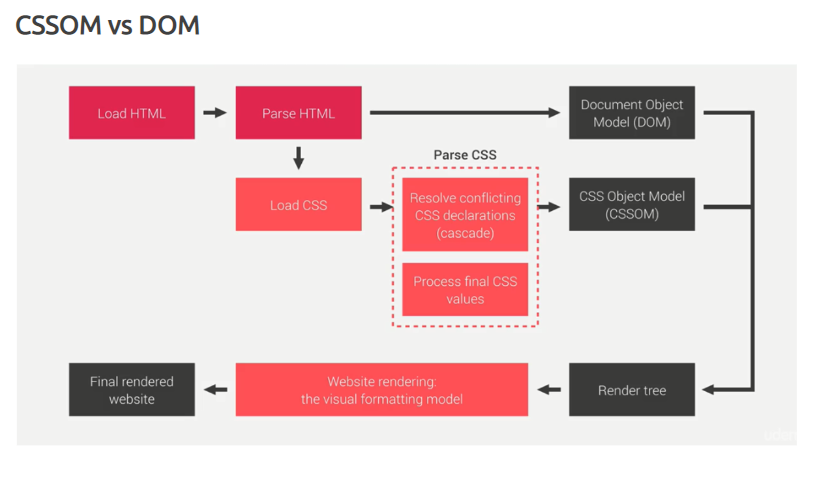 CSSOM vs DOM
Load HTML
Parse HTML
Document Object
Model (DOM)
Parse CSS
Load CSS
Resolve conflicting
CSS declarations
(cascade)
CSS Object Model
(CSSOM)
Process final CSS
values
Final rendered
website
Website rendering:
the visual formatting model
Render tree